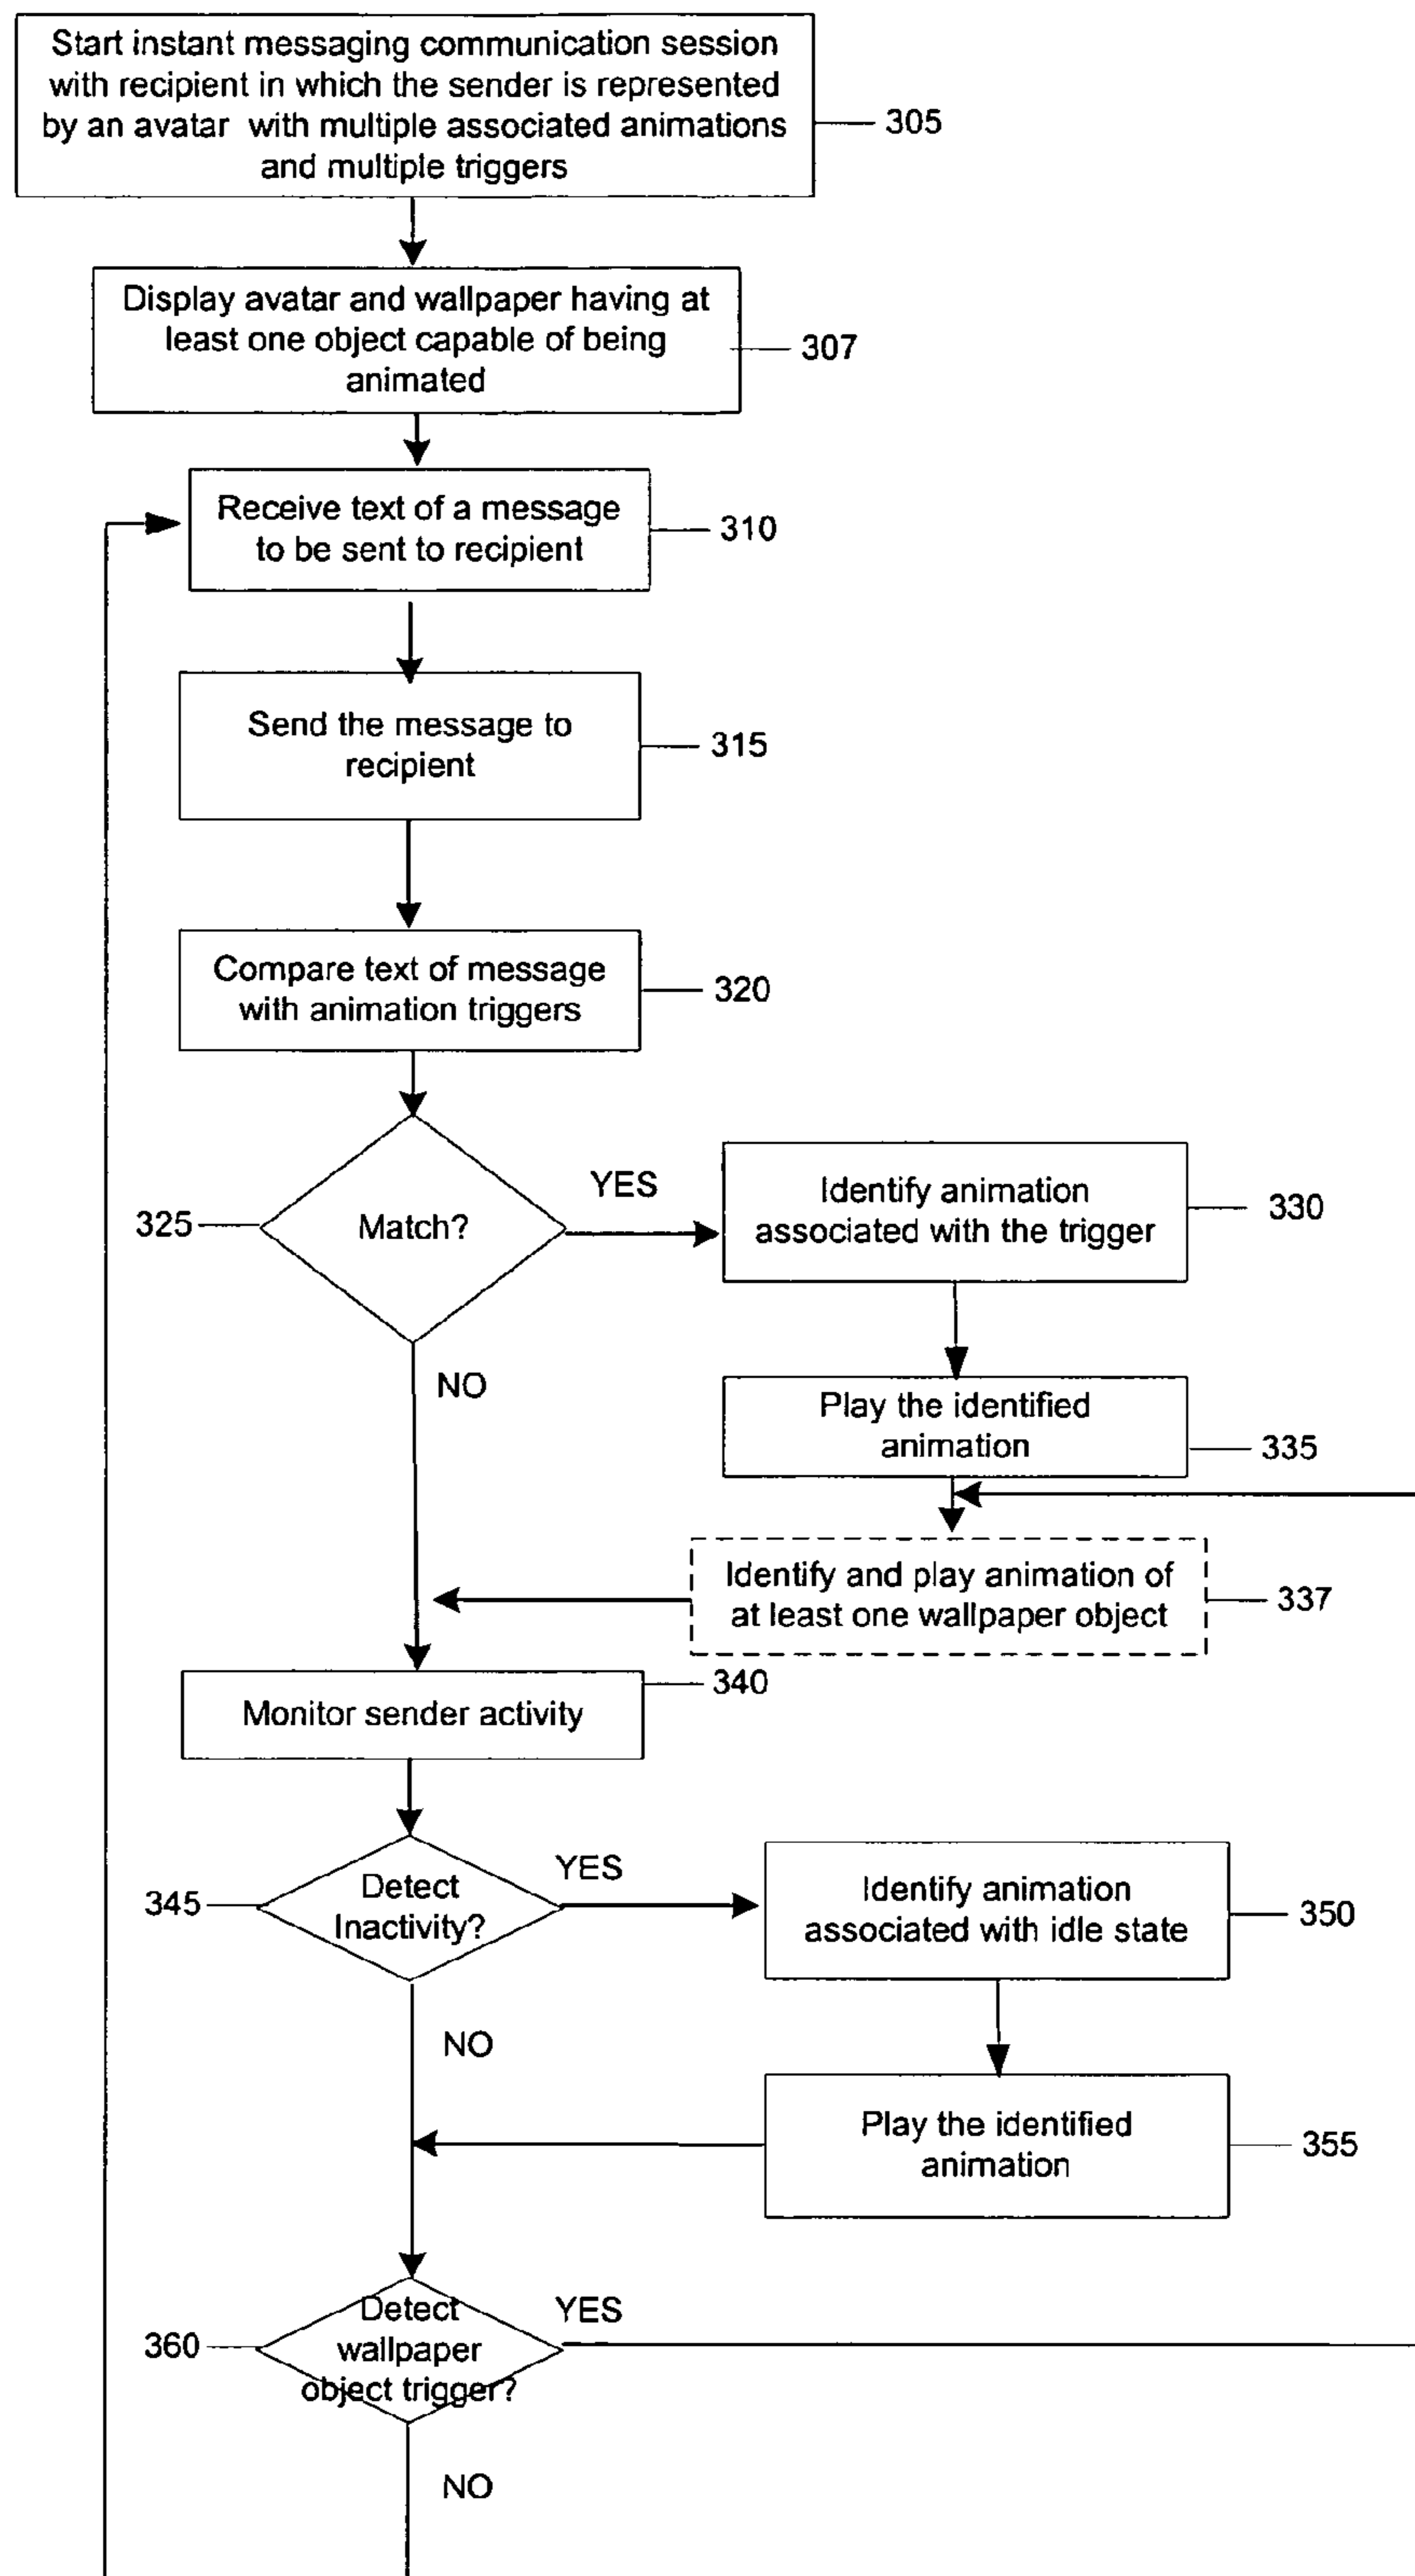 Start instant messaging communication session
with recipient in which the sender is represented
by an avatar with multiple associated animations
and multiple triggers
305
Display avatar and wallpaper having at
least one object capable of being
animated
307
Receive text of a message
to be sent to recipient
310
Send the message to
recipient
315
Compare text of message
with animation triggers
320
325
Match?
YES
NO
Identify animation
associated with the trigger
330
Play the identified
animation
335
Identify and play animation of
at least one wallpaper object
337
Monitor sender activity
340
345
Detect
Inactivity?
YES
NO
Identify animation
associated with idle state
350
Play the identified
animation
355
360
Detect
wallpaper
object trigger?
YES
NO